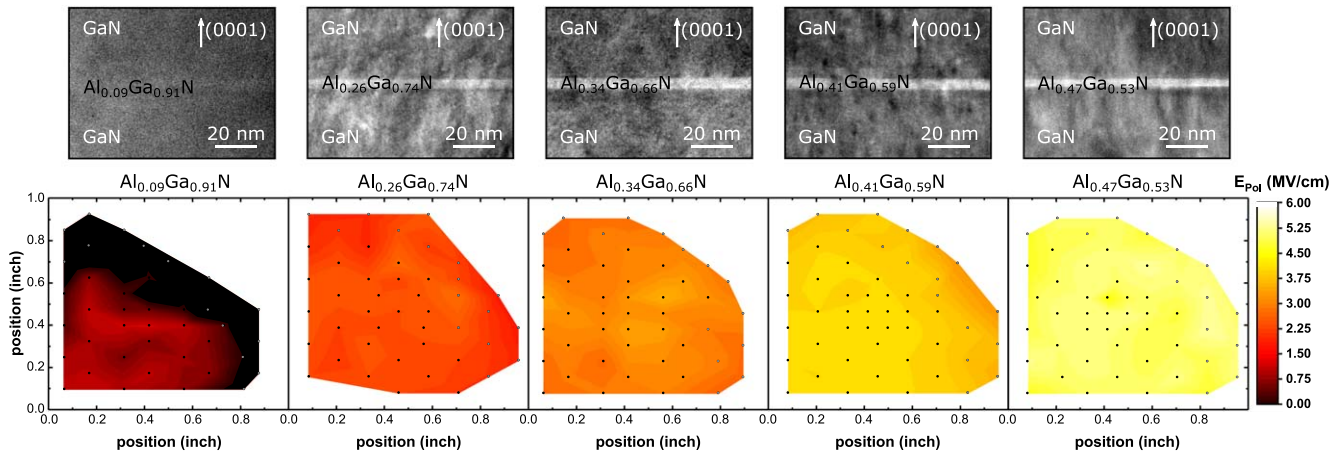 GaN (0001) GaN (0001) GaN (0001) GaN (0001) GaN (0001)
Al0.09Ga0.91N Al0.26Ga0.74N Al0.34Ga0.66N Al0.41Ga0.59N Al0.47Ga0.53N
GaN 20 nm GaN 20 nm GaN 20 nm GaN 20 nm GaN 20 nm
Al0.09Ga0.91N Al0.26Ga0.74N Al0.34Ga0.66N Al0.41Ga0.59N Al0.47Ga0.53N EPol (MV/cm)
position (inch)
1.0
0.8
0.6
0.4
0.2
0.0
0.0 0.2 0.4 0.6 0.8 0.0 0.2 0.4 0.6 0.8 0.0 0.2 0.4 0.6 0.8 0.0 0.2 0.4 0.6 0.8 0.0 0.2 0.4 0.6 0.8
position (inch) position (inch) position (inch) position (inch) position (inch)
6.00
5.25
4.50
3.75
3.00
2.25
1.50
0.75
0.00